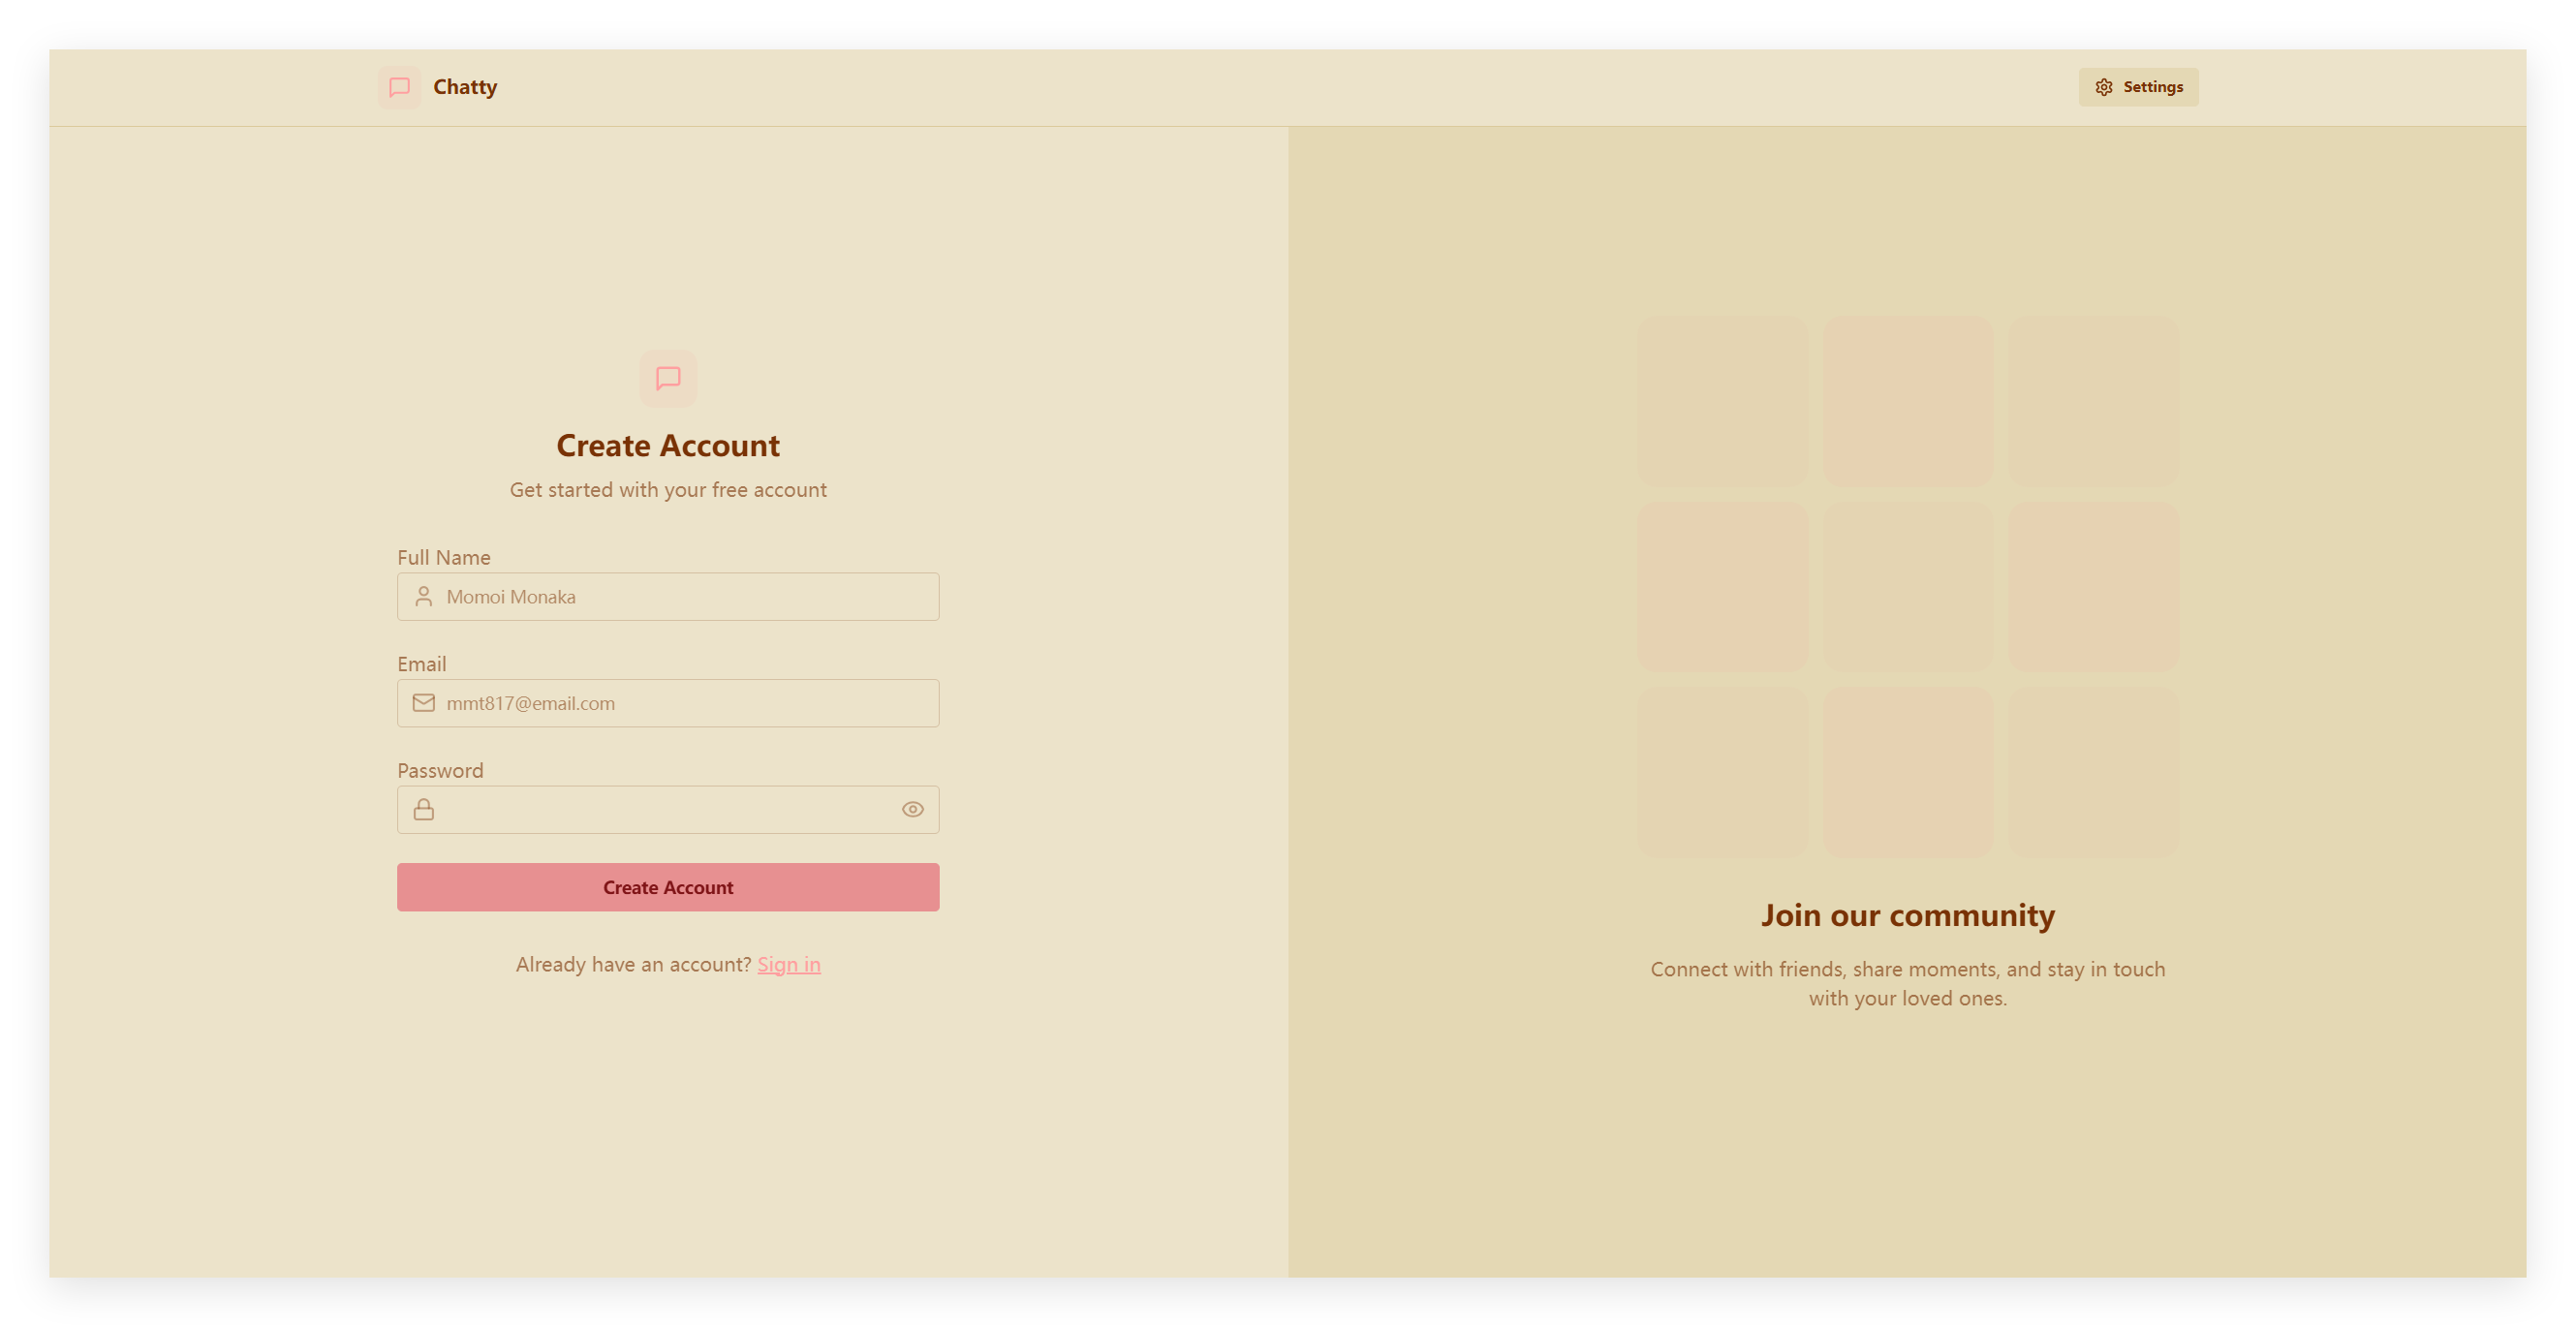 Chatty
Settings
Create Account
Get started with your free account
Full Name
Momoi Monaka
Email
mmt817@email.com
Password
Create Account
Already have an account? Sign in
Join our community
Connect with friends, share moments, and stay in touch
with your loved ones.